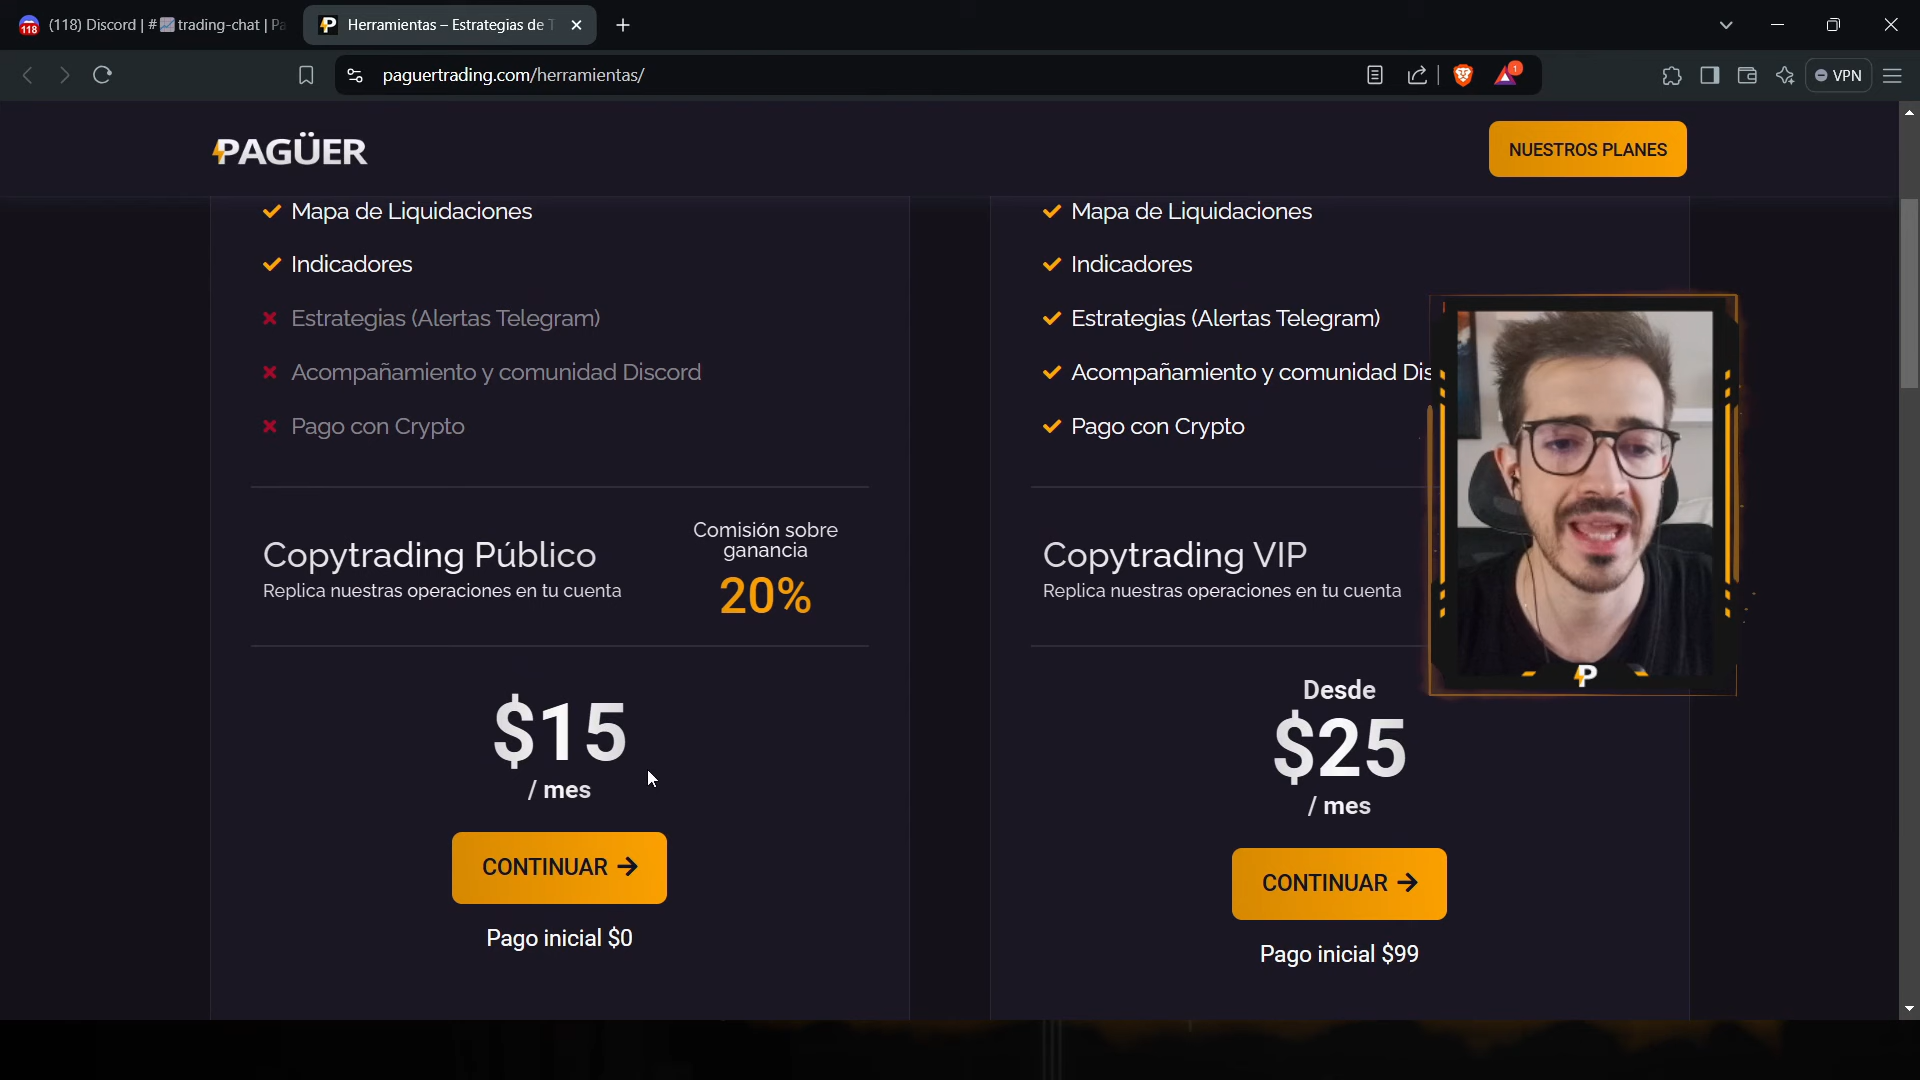 118
(118) Discord | # trading-chat | Pa
Herramientas – Estrategias de T
paguertrading.com/herramientas/
1
VPN
PAGÜER
NUESTROS PLANES
Mapa de Liquidaciones
Indicadores
Estrategias (Alertas Telegram)
Acompañamiento y comunidad Discord
Pago con Crypto
Copytrading Público
Replica nuestras operaciones en tu cuenta
Comisión sobre
ganancia
20%
$15
/ mes
CONTINUAR →
Pago inicial $0
Mapa de Liquidaciones
Indicadores
Estrategias (Alertas Telegram)
Acompañamiento y comunidad Dis
Pago con Crypto
Copytrading VIP
Replica nuestras operaciones en tu cuenta
Desde
$25
/ mes
CONTINUAR →
Pago inicial $99
P